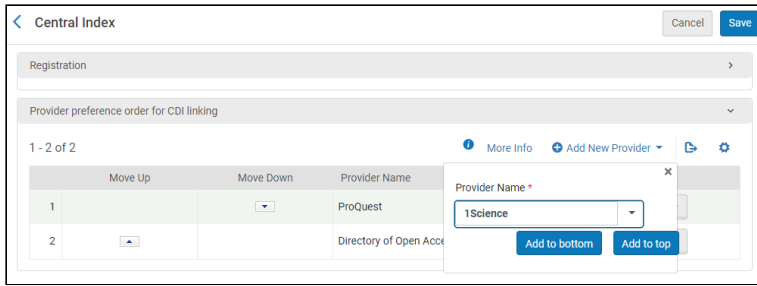 Central Index
Cancel
Save
Registration
Provider preference order for CDI linking
1 - 2 of 2
More Info
Add New Provider
Move Up
Move Down
Provider Name
1
ProQuest
2
Directory of Open Acce
Provider Name *
1Science
Add to bottom
Add to top